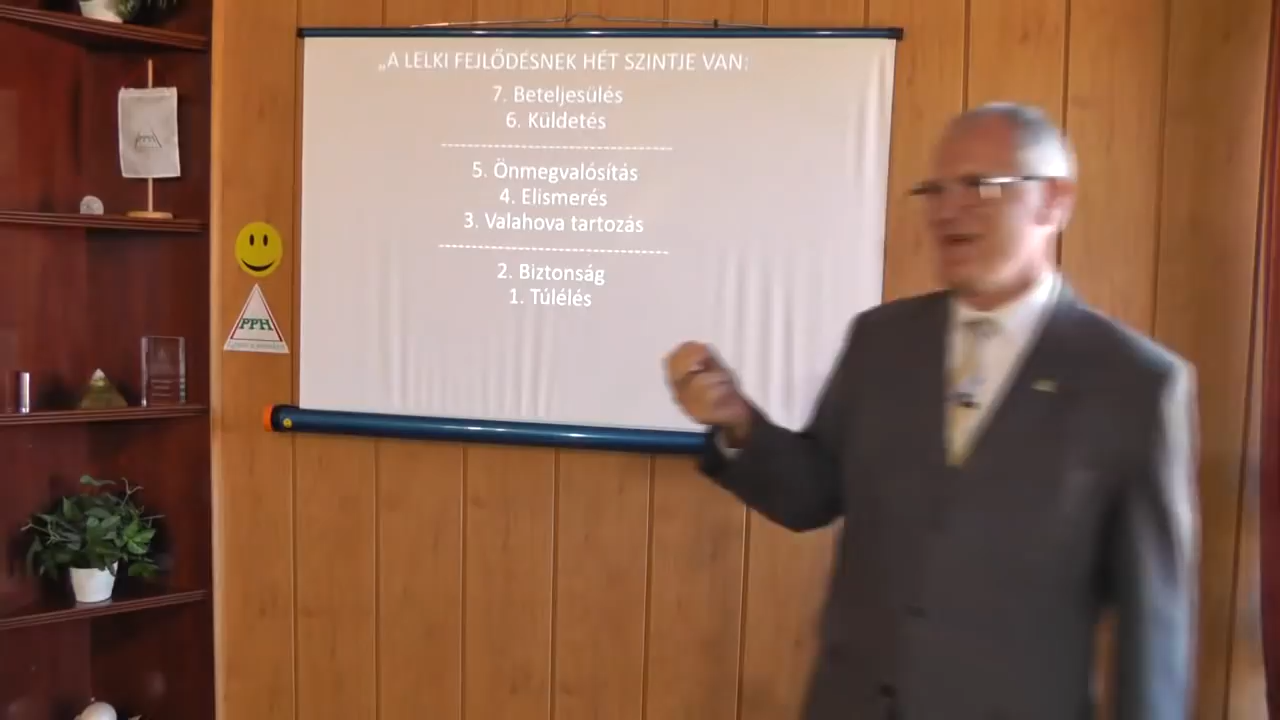 „A LELKI FEJLŐDÉSNEK HÉT SZINTJE VAN:
7. Beteljesülés
6. Küldetés
5. Önmegvalósítás
4. Elismerés
3. Valahova tartozás
2. Biztonság
1. Túlélés
PPH